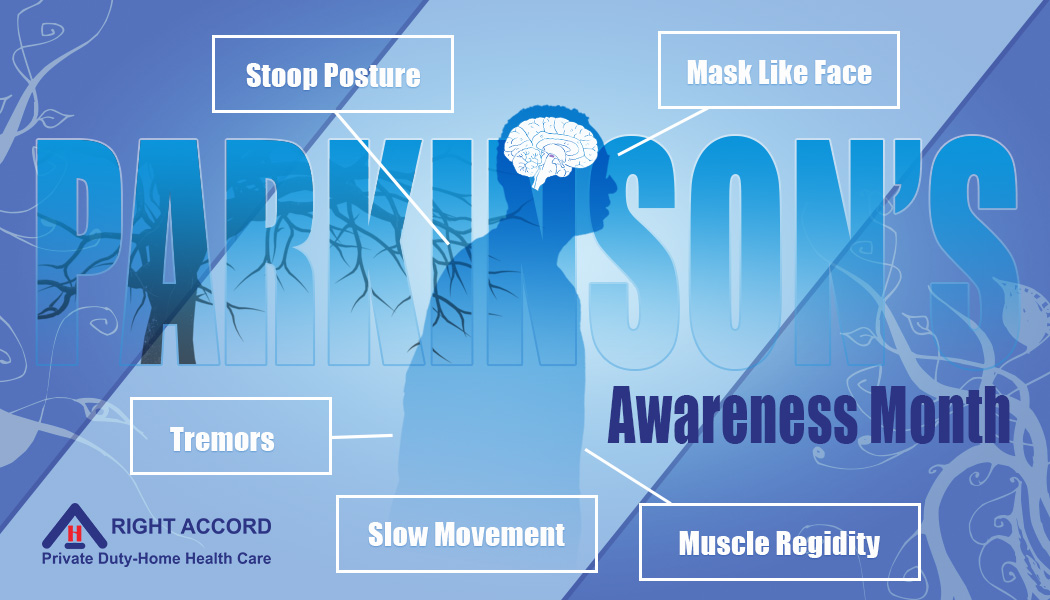 Stoop Posture
Mask Like Face
PARKINSON'S
Awareness Month
Tremors
Slow Movement
Muscle Regidity
H
RIGHT ACCORD
Private Duty-Home Health Care